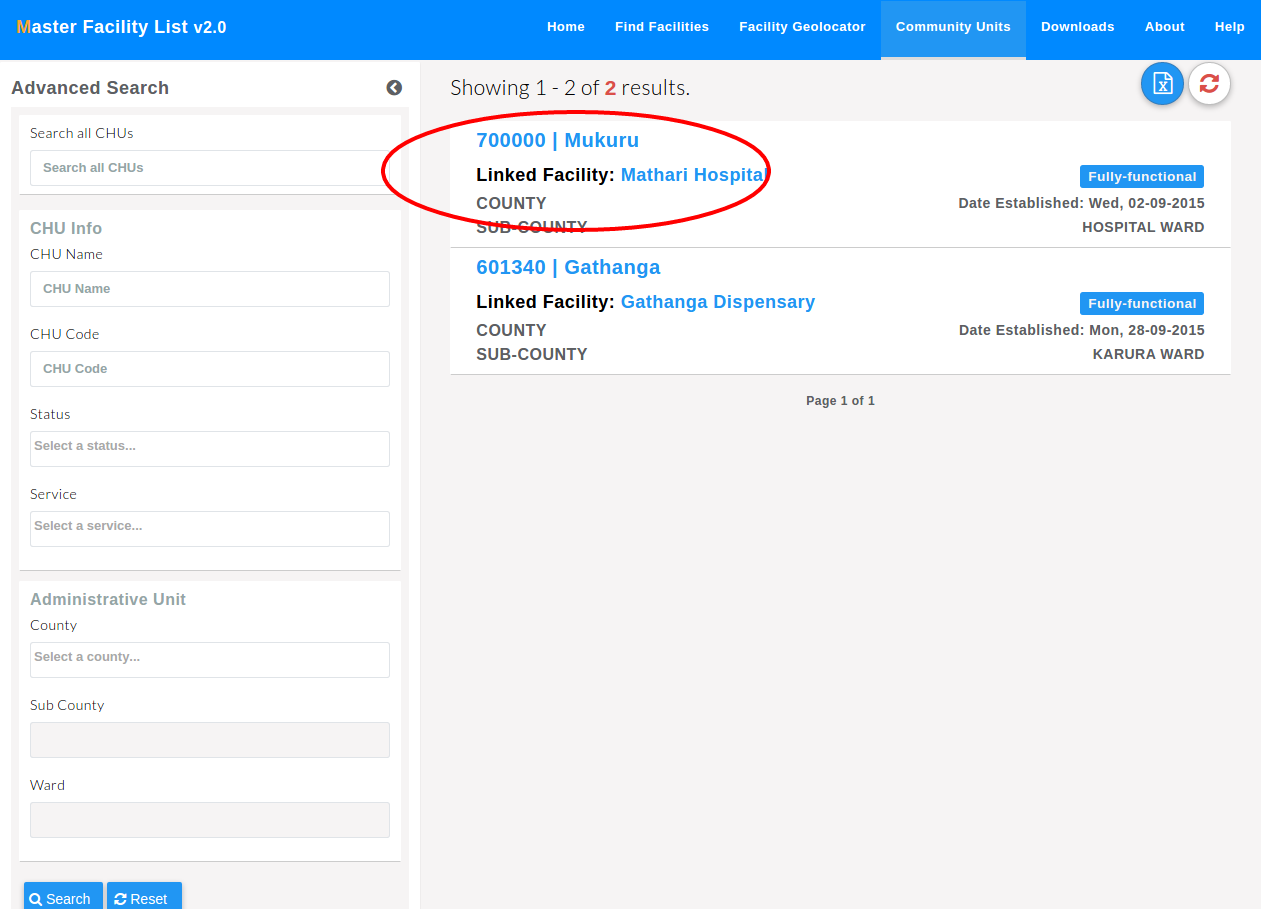 Master Facility List v2.0
Home Find Facilities Facility Geolocator Community Units Downloads About Help
Advanced Search
Search all CHUs
Search all CHUs
CHU Info
CHU Name
CHU Name
CHU Code
CHU Code
Status
Select a status...
Service
Select a service...
Administrative Unit
County
Select a county...
Sub County
Ward
Search Reset
Showing 1 - 2 of 2 results.
700000 | Mukuru
Linked Facility: Mathari Hospital
Fully-functional
COUNTY
Date Established: Wed, 02-09-2015
SUB-COUNTY
HOSPITAL WARD
601340 | Gathanga
Linked Facility: Gathanga Dispensary
Fully-functional
COUNTY
Date Established: Mon, 28-09-2015
SUB-COUNTY
KARURA WARD
Page 1 of 1